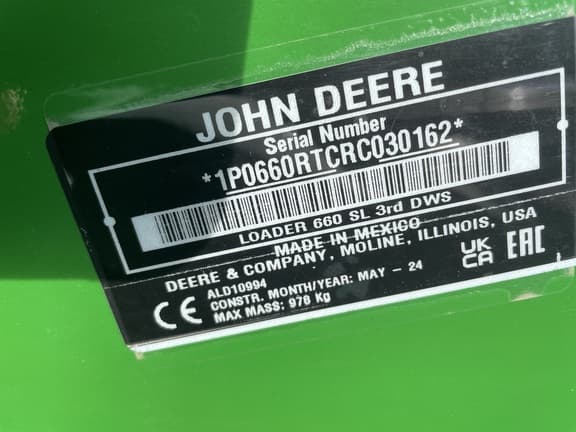 JOHN DEERE
Serial Number
*1P0660RTCRC030162*
LOADER 660 SL 3rd DWS
MADE IN MEXICO
DEERE & COMPANY, MOLINE, ILLINOIS, USA
ALD10994
CONSTR. MONTH/YEAR: MAY - 24
MAX MASS: 978 Kg
CE
UK
CA
EAC